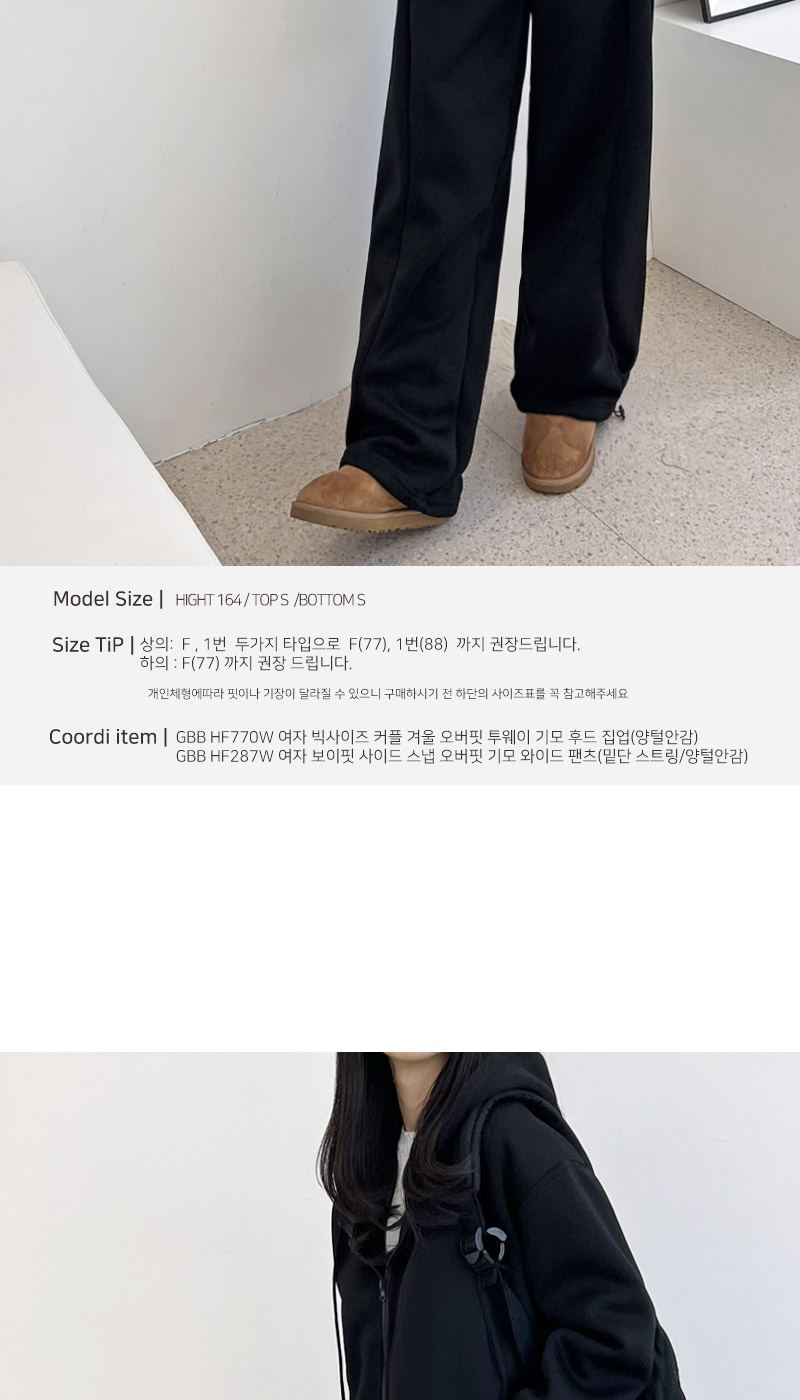 Model Size | HIGHT 164 / TOP S /BOTTOM S
Size TiP | 상의: F , 1번 두가지 타입으로 F(77), 1번(88) 까지 권장드립니다.
하의 : F(77) 까지 권장 드립니다.
개인체형에따라 핏이나 기장이 달라질 수 있으니 구매하시기 전 하단의 사이즈표를 꼭 참고해주세요
Coordi item | GBB HF770W 여자 빅사이즈 커플 겨울 오버핏 투웨이 기모 후드 집업(양털안감)
GBB HF287W 여자 보이핏 사이드 스냅 오버핏 기모 와이드 팬츠(밑단 스트링/양털안감)